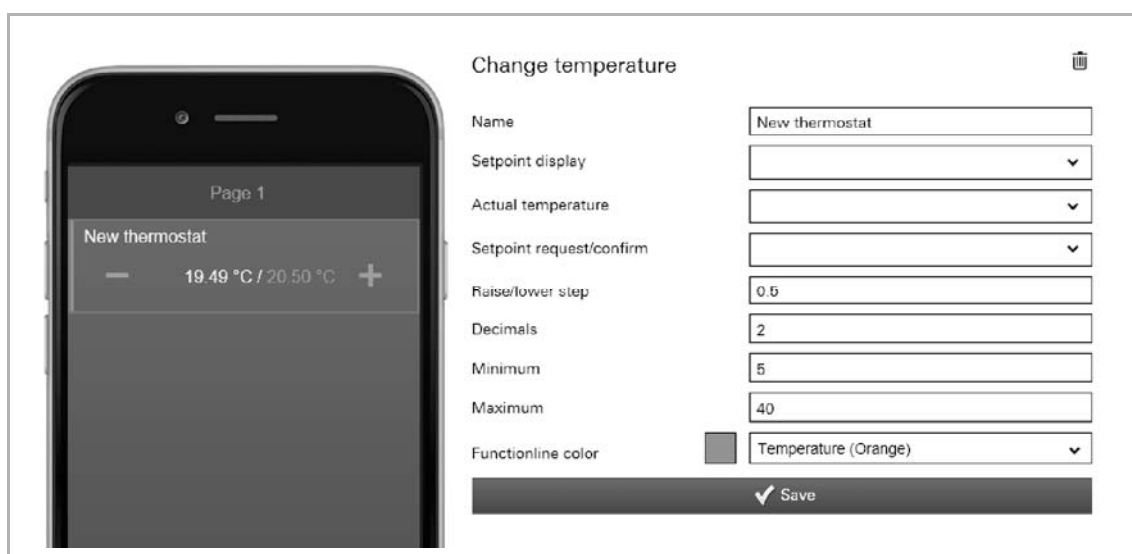 Page 1
New thermostat
19.49 °C / 20.50 °C
Change temperature
Name
New thermostat
Setpoint display
Actual temperature
Setpoint request/confirm
Raise/lower step
0.5
Decimals
2
Minimum
5
Maximum
40
Functionline color
Temperature (Orange)
Save